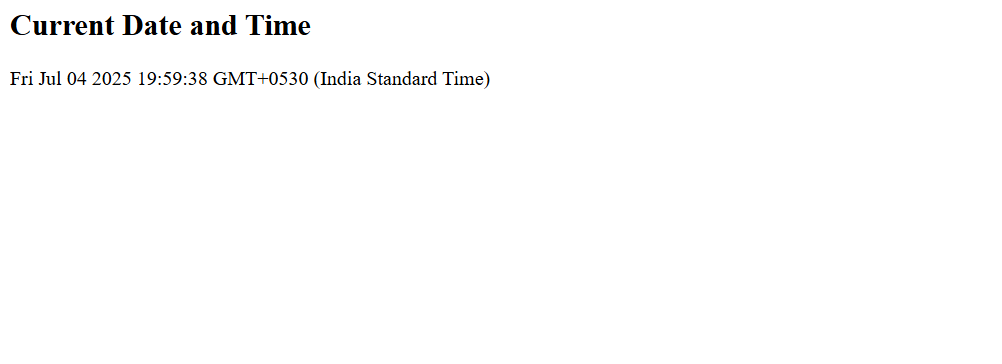 Current Date and Time
Fri Jul 04 2025 19:59:38 GMT+0530 (India Standard Time)